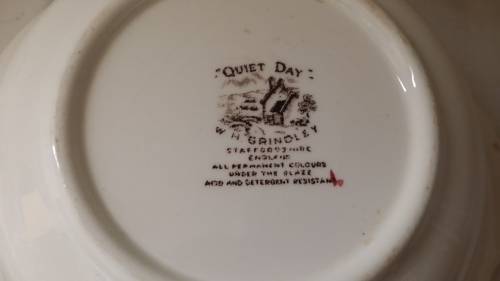 "QUIET DAY"
W. H. GRINDLEY
STAFFORDSHIRE
ENGLAND
ALL PERMANENT COLOURS
UNDER THE GLAZE
ACID AND DETERGENT RESISTANT